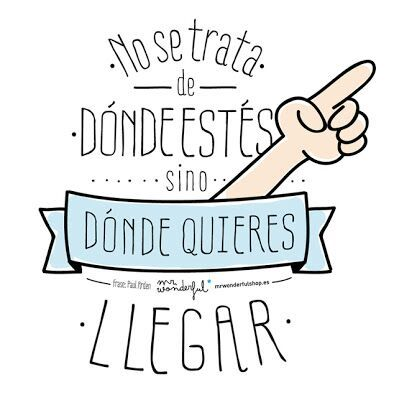 No se trata
de
DÓNDE ESTÉS
sino
DÓNDE QUIERES
frase: Paul Arden mr. wonderful* mrwonderfulshop.es
LLEGAR